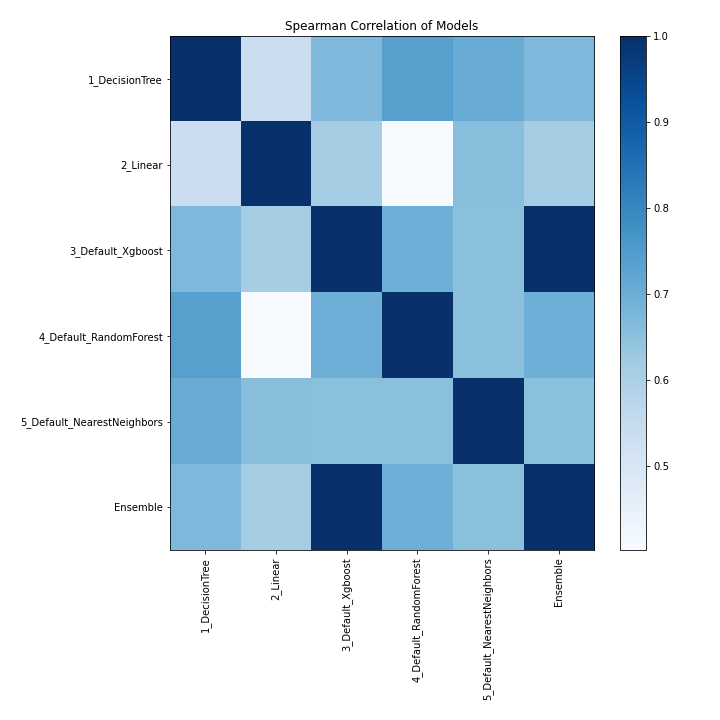 Spearman Correlation of Models
1_DecisionTree
2_Linear
3_Default_Xgboost
4_Default_RandomForest
5_Default_NearestNeighbors
Ensemble
1_DecisionTree
2_Linear
3_Default_Xgboost
4_Default_RandomForest
5_Default_NearestNeighbors
Ensemble
1.0
0.9
0.8
0.7
0.6
0.5